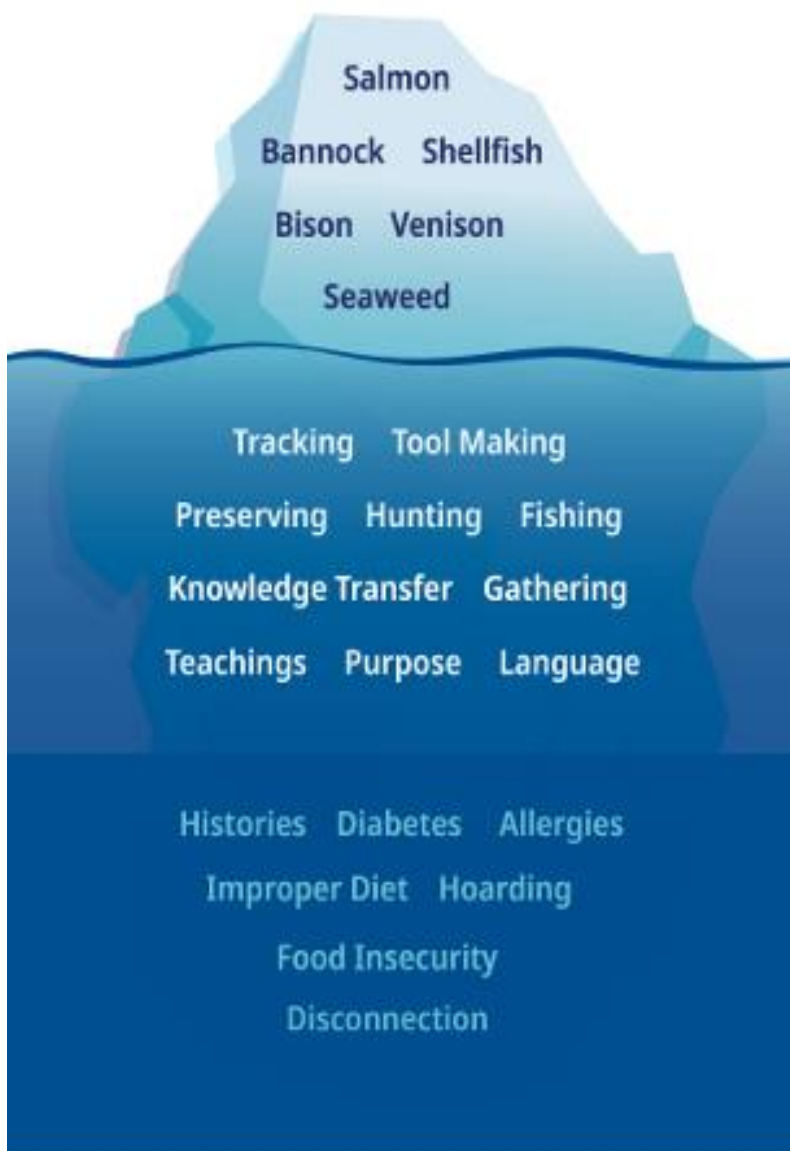 Salmon
Bannock Shellfish
Bison Venison
Seaweed
Tracking Tool Making
Preserving Hunting Fishing
Knowledge Transfer Gathering
Teachings Purpose Language
Histories Diabetes Allergies
Improper Diet Hoarding
Food Insecurity
Disconnection